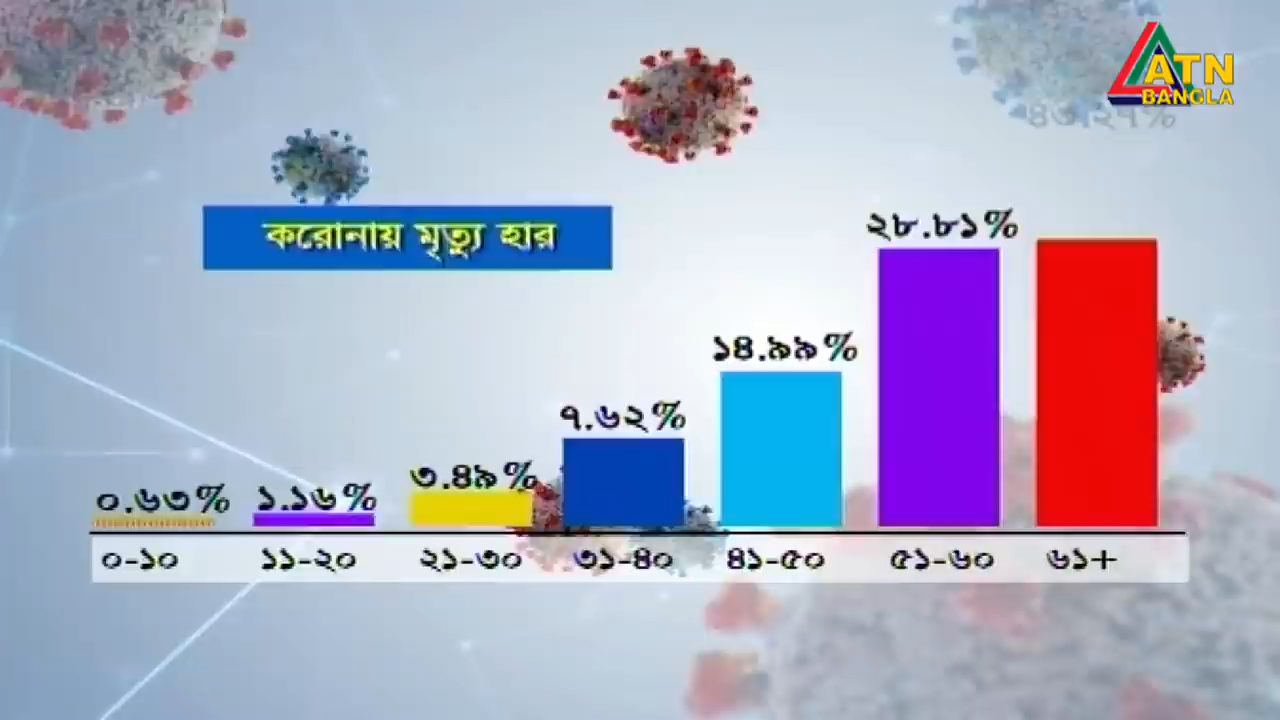 ATN
BANGLA
করোনায় মৃত্যু হার
০.৬৩% ১.১৬% ৩.৪৯% ৭.৬২% ১৪.৯৯% ২৮.৮১%
০-১০ ১১-২০ ২১-৩০ ৩১-৪০ ৪১-৫০ ৫১-৬০ ৬১+